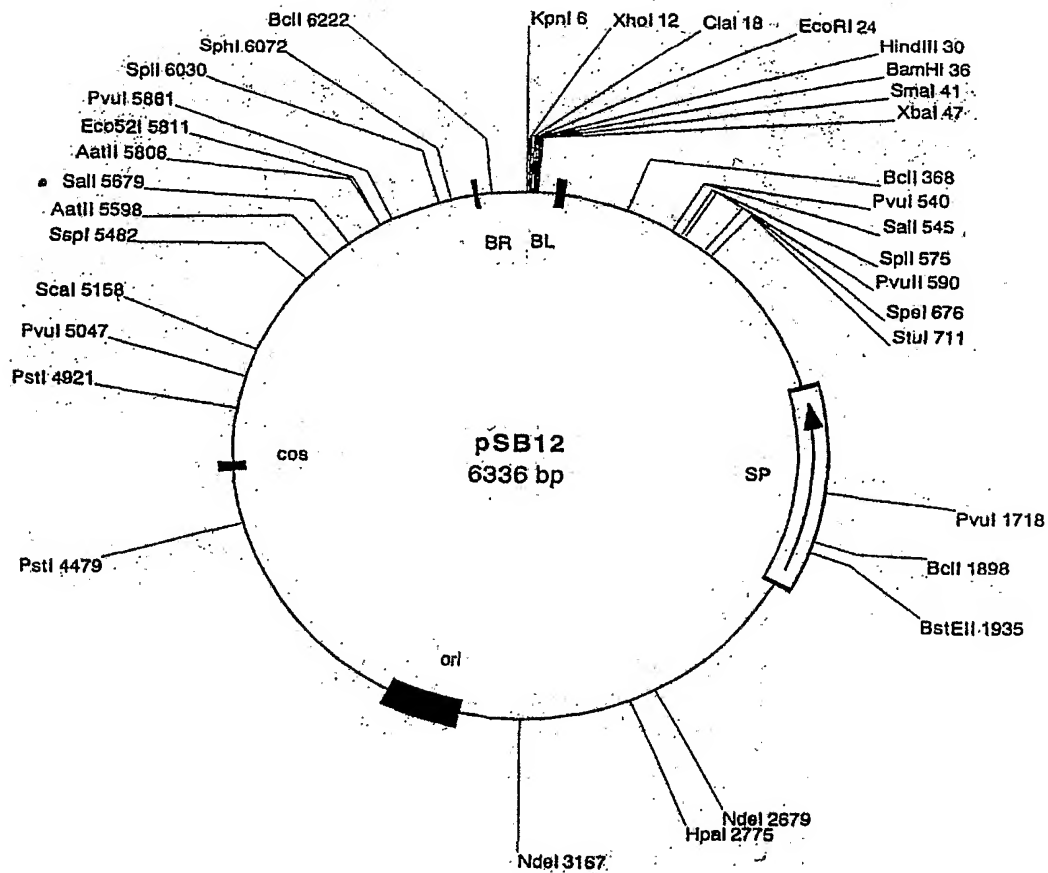 BclI 6222
SphI 6072
SplI 6030
PvuI 5861
Eco52I 5811
AatII 5806
SalI 5679
AatII 5598
SspI 5482
ScaI 5158
PvuI 5047
PstI 4921
PstI 4479
KpnI 6
XhoI 12
ClaI 18
EcoRI 24
HindIII 30
BamHI 36
SmaI 41
XbaI 47
BclI 368
PvuI 540
SalI 545
SplI 575
PvuII 590
SpeI 676
StuI 711
BR
BL
cos
pSB12
6336 bp
SP
ori
PvuI 1718
BclI 1898
BstEII 1935
NdeI 2679
HpaI 2775
NdeI 3167